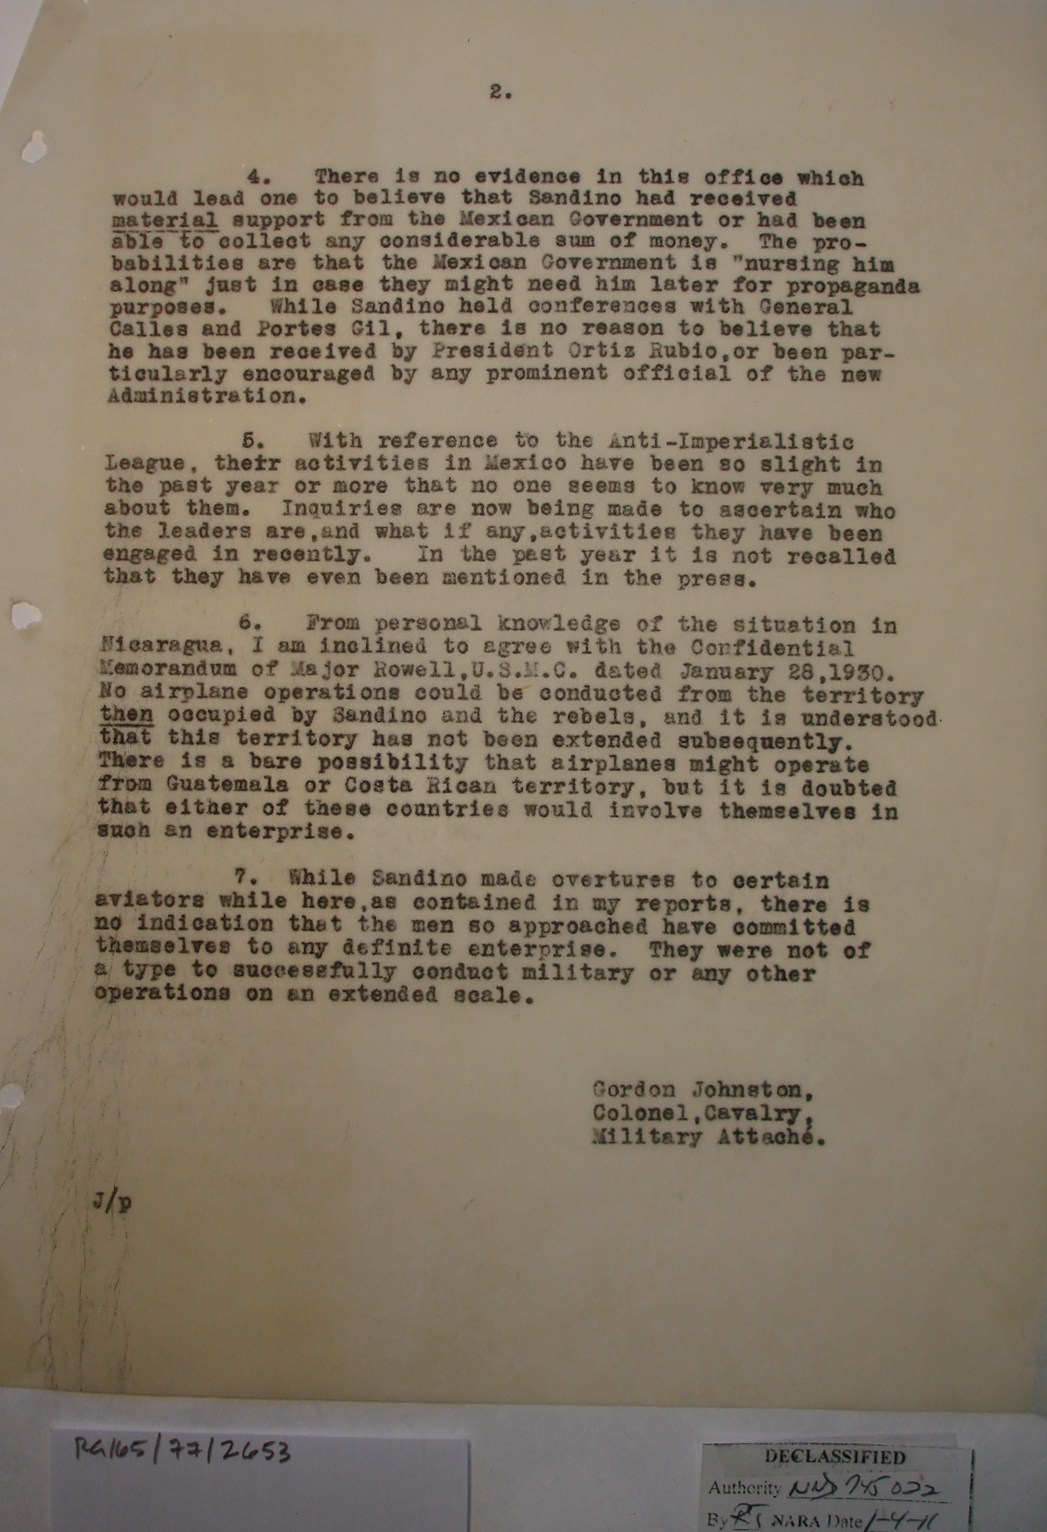 2.
4. There is no evidence in this office which
would lead one to believe that Sandino had received
material support from the Mexican Government or had been
able to collect any considerable sum of money. The pro-
babilities are that the Mexican Government is "nursing him
along" just in case they might need him later for propaganda
purposes. While Sandino held conferences with General
Calles and Portes Gil, there is no reason to believe that
he has been received by President Ortiz Rubio,or been par-
ticularly encouraged by any prominent official of the new
Administration.
5. With reference to the Anti-Imperialistic
League, their activities in Mexico have been so slight in
the past year or more that no one seems to know very much
about them. Inquiries are now being made to ascertain who
the leaders are,and what if any,activities they have been
engaged in recently. In the past year it is not recalled
that they have even been mentioned in the press.
6. From personal knowledge of the situation in
Nicaragua, I am inclined to agree with the Confidential
Memorandum of Major Rowell,U.S.M.C. dated January 28,1930.
No airplane operations could be conducted from the territory
then occupied by Sandino and the rebels, and it is understood
that this territory has not been extended subsequently.
There is a bare possibility that airplanes might operate
from Guatemala or Costa Rican territory, but it is doubted
that either of these countries would involve themselves in
such an enterprise.
7. While Sandino made overtures to certain
aviators while here,as contained in my reports, there is
no indication that the men so approached have committed
themselves to any definite enterprise. They were not of
a type to successfully conduct military or any other
operations on an extended scale.
Gordon Johnston,
Colonel,Cavalry,
Military Attaché.
J/p
RG165/77/2653
DECLASSIFIED
Authority NND 745022
By RT NARA Date 1-4-11